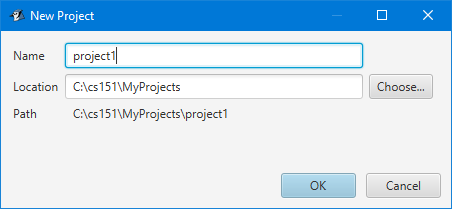 New Project
Name project1
Location C:\cs151\MyProjects Choose...
Path C:\cs151\MyProjects\project1
OK Cancel